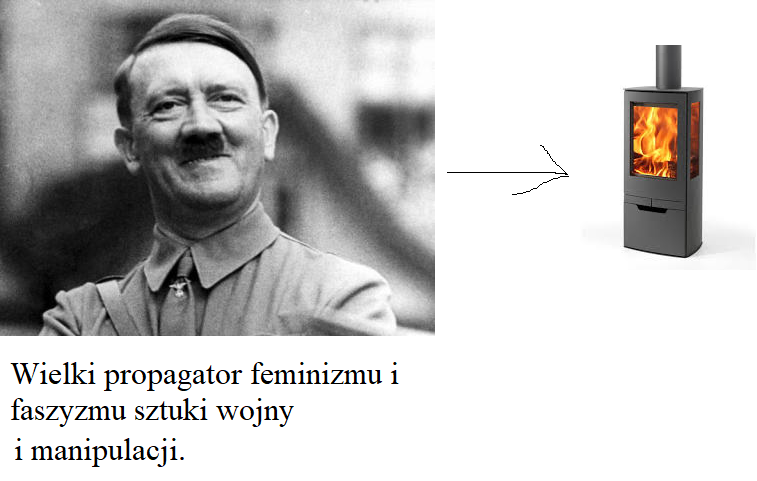 Wielki propagator feminizmu i
faszyzmu sztuki wojny
i manipulacji.